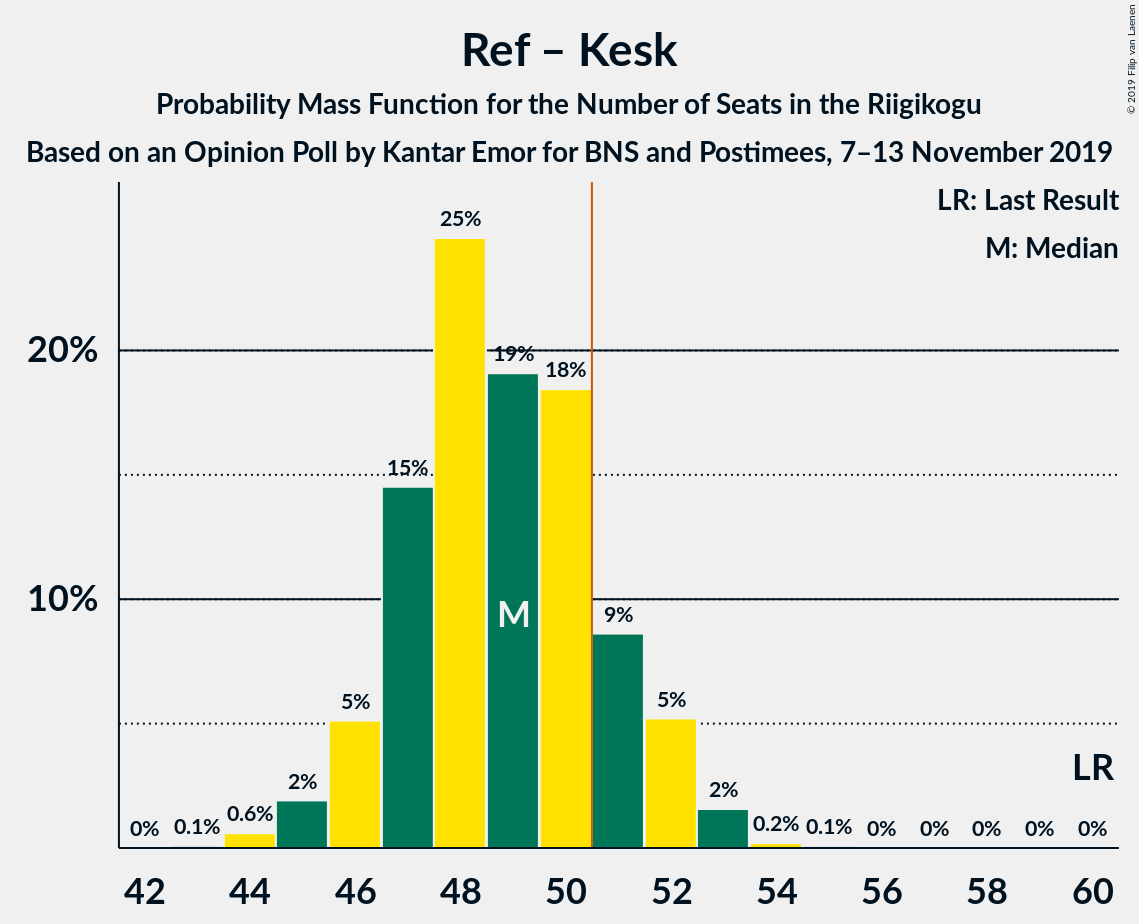 Ref – Kesk
Probability Mass Function for the Number of Seats in the Riigikogu
Based on an Opinion Poll by Kantar Emor for BNS and Postimees, 7–13 November 2019
© 2019 Filip van Laenen
LR: Last Result
M: Median
20%
10%
0%
0.1%
0.6%
2%
5%
15%
25%
19%
18%
9%
5%
2%
0.2%
0.1%
0%
0%
0%
0%
0%
M
LR
42 44 46 48 50 52 54 56 58 60